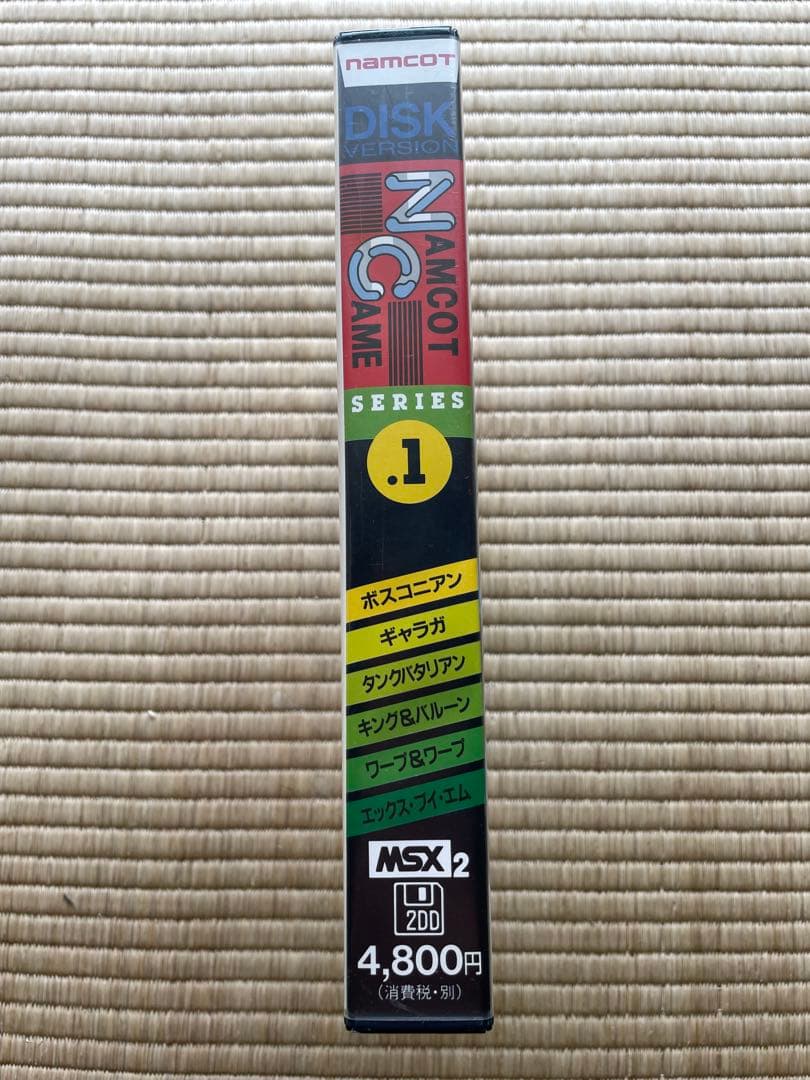 namcot
DISK
VERSION
NAMCOT
GAME
SERIES
.1
ボスコニアン
ギャラガ
タンクバタリアン
キング&バルーン
ワープ&ワープ
エックス・ブイ・エム
MSX2
2DD
4,800円
(消費税・別)